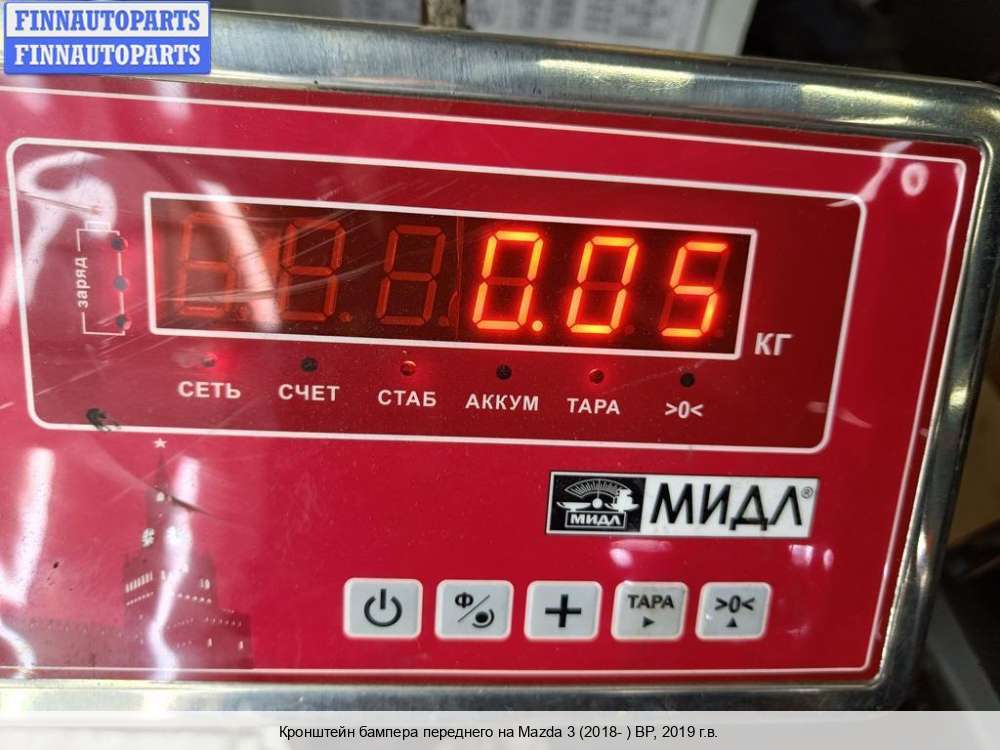 FINNAUTOPARTS
FINNAUTOPARTS
заряд
0.05
КГ
СЕТЬ СЧЕТ СТАБ АККУМ ТАРА >0<
МИДЛ МИДЛ®
Ф ТАРА >0<
Кронштейн бампера переднего на Mazda 3 (2018- ) BP, 2019 г.в.